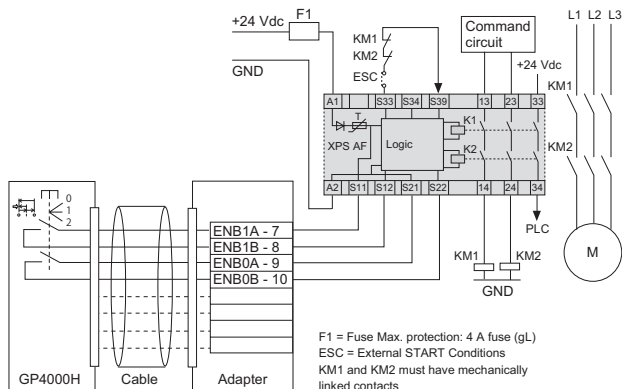 +24 Vdc
F1
GND
KM1
KM2
ESC
Command
circuit
+24 Vdc
L1 L2 L3
KM1
KM2
A1 S33 S34 S39 13 23 33
T
XPS AF
Logic
K1
K2
A2 S11 S12 S21 S22 14 24 34
PLC
KM1
KM2
GND
M
0
1
2
ENB1A - 7
ENB1B - 8
ENB0A - 9
ENB0B - 10
GP4000H
Cable
Adapter
F1 = Fuse Max. protection: 4 A fuse (gL)
ESC = External START Conditions
KM1 and KM2 must have mechanically
linked contacts